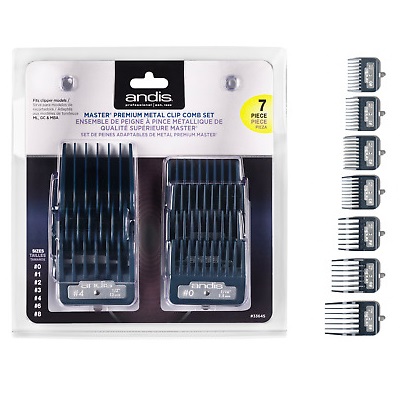 andis
professional est. 1922
MASTER® PREMIUM METAL CLIP COMB SET
ENSEMBLE DE PEIGNE À PINCE MÉTALLIQUE DE
QUALITÉ SUPÉRIEURE MASTER®
SET DE PEINES ADAPTABLES DE METAL PREMIUM MASTER®
7
PIECE
PIÈCE
PIEZA
Fits clipper models /
ML, GC & MBA
SIZES
TAILLES
TAMAÑO
#0
#1
#2
#3
#4
#6
#8
andis
#4
andis
#0
#33645